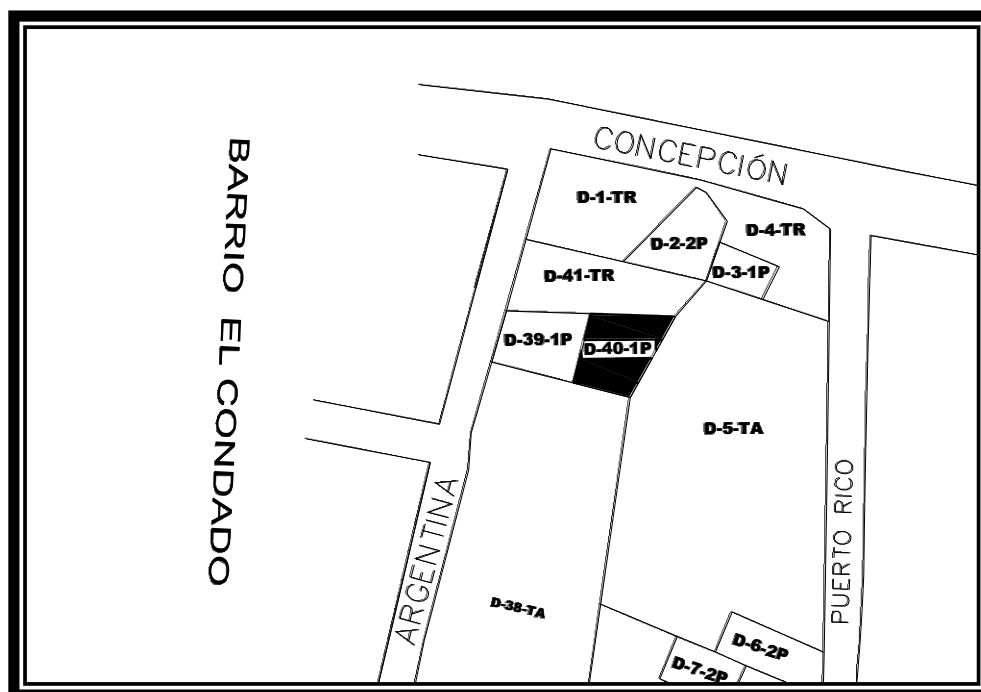 BARRIO EL CONDADO
CONCEPCIÓN
D-1-TR
D-2-2P
D-4-TR
D-3-1P
D-41-TR
D-39-1P
D-40-1P
D-5-TA
ARGENTINA
PUERTO RICO
D-38-TA
D-6-2P
D-7-2P